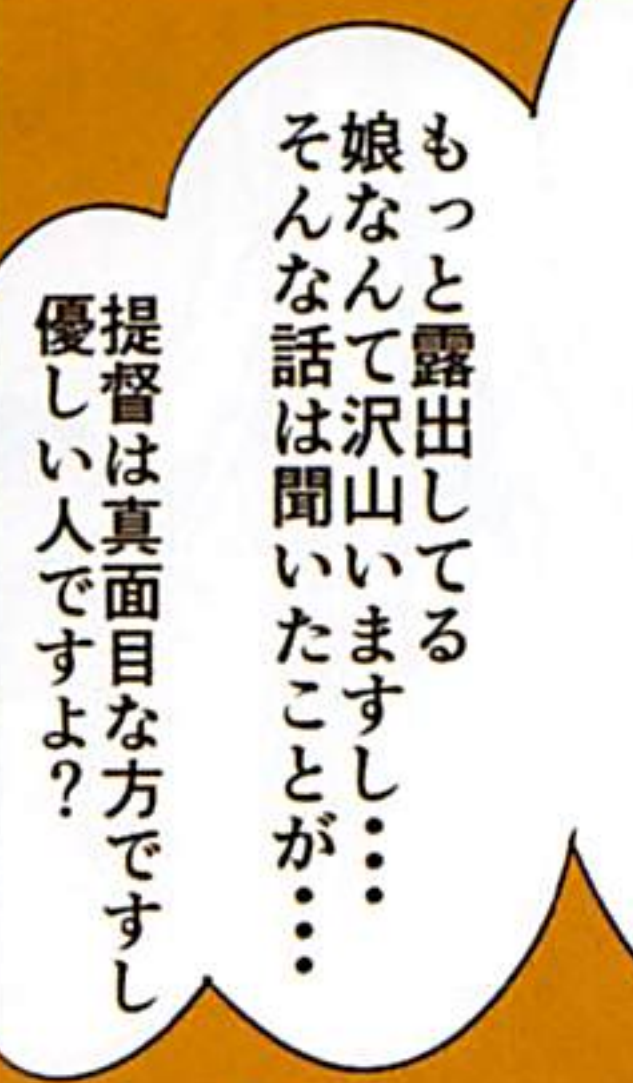 もっと露出してる
娘なんて沢山いますし・・・
そんな話は聞いたことが・・・
提督は真面目な方ですし
優しい人ですよ？